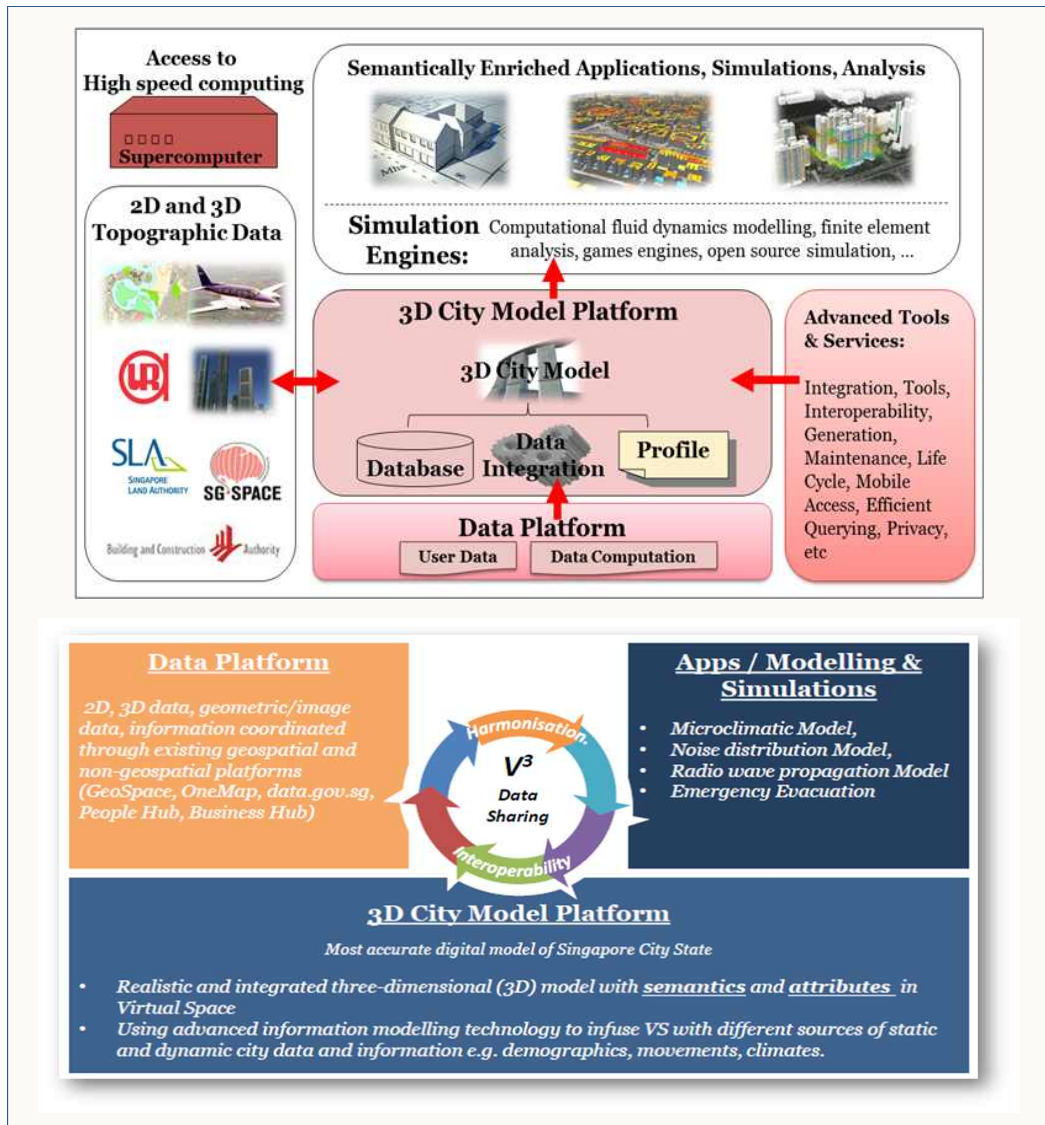 Access to
High speed computing
Supercomputer
2D and 3D
Topographic Data
UR
SLA
SINGAPORE
LAND AUTHORITY
SG SPACE
Building and Construction Authority
Semantically Enriched Applications, Simulations, Analysis
Simulation
Engines:
Computational fluid dynamics modelling, finite element
analysis, games engines, open source simulation, ...
3D City Model Platform
3D City Model
Database
Data
Integration
Profile
Data Platform
User Data
Data Computation
Advanced Tools
& Services:
Integration, Tools,
Interoperability,
Generation,
Maintenance, Life
Cycle, Mobile
Access, Efficient
Querying, Privacy,
etc
Data Platform
2D, 3D data, geometric/image
data, information coordinated
through existing geospatial and
non-geospatial platforms
(GeoSpace, OneMap, data.gov.sg,
People Hub, Business Hub)
Harmonisation.
V³
Data
Sharing
Interoperability
Apps / Modelling &
Simulations
• Microclimatic Model,
• Noise distribution Model,
• Radio wave propagation Model
• Emergency Evacuation
3D City Model Platform
Most accurate digital model of Singapore City State
• Realistic and integrated three-dimensional (3D) model with semantics and attributes in
Virtual Space
• Using advanced information modelling technology to infuse VS with different sources of static
and dynamic city data and information e.g. demographics, movements, climates.